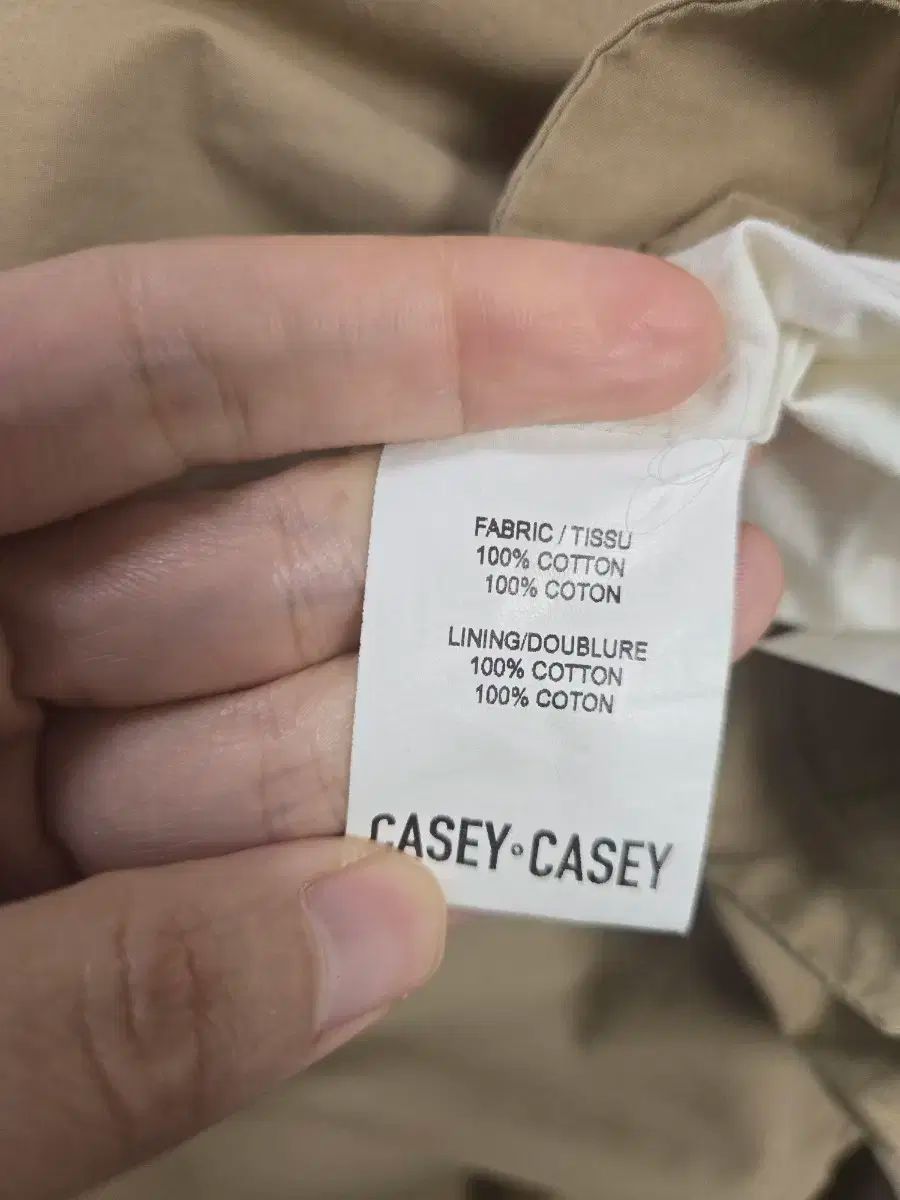 FABRIC / TISSU
100% COTTON
100% COTON
LINING/DOUBLURE
100% COTTON
100% COTON
CASEY°CASEY